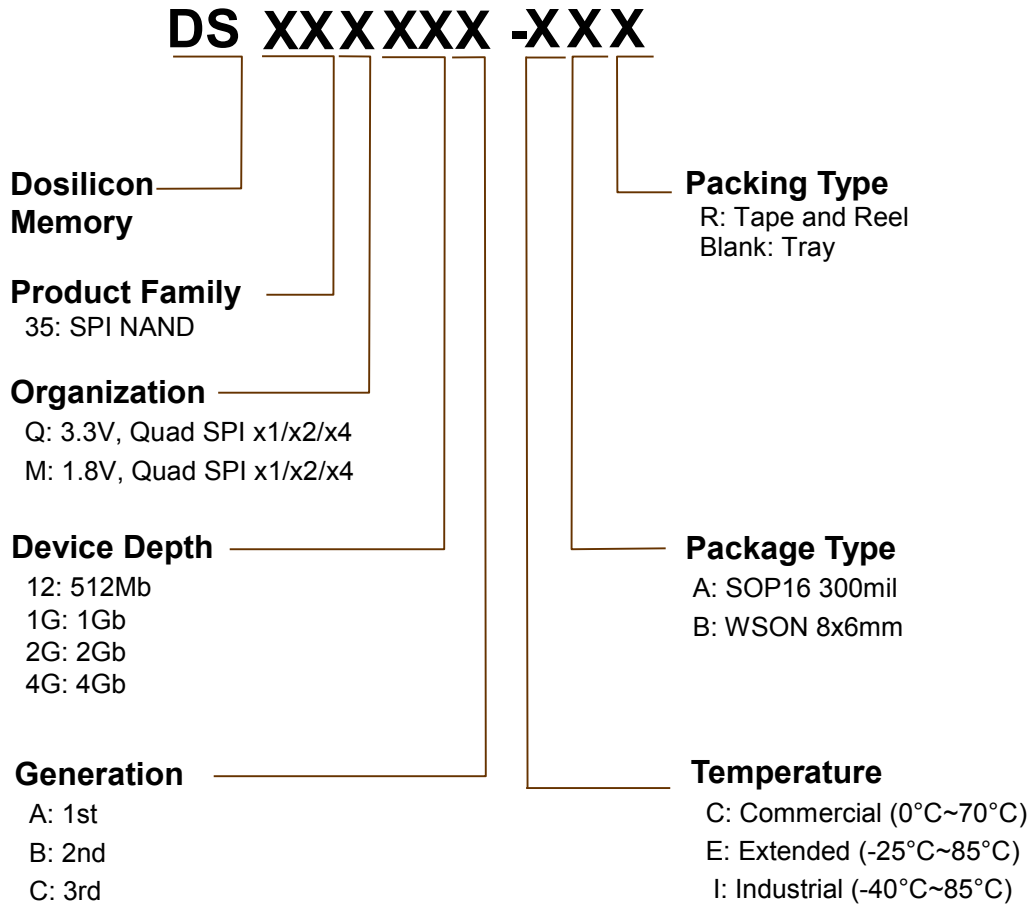 DS XXXXXX -XXX
Dosilicon
Memory
Product Family
35: SPI NAND
Organization
Q: 3.3V, Quad SPI x1/x2/x4
M: 1.8V, Quad SPI x1/x2/x4
Device Depth
12: 512Mb
1G: 1Gb
2G: 2Gb
4G: 4Gb
Generation
A: 1st
B: 2nd
C: 3rd
Packing Type
R: Tape and Reel
Blank: Tray
Package Type
A: SOP16 300mil
B: WSON 8x6mm
Temperature
C: Commercial (0°C~70°C)
E: Extended (-25°C~85°C)
I: Industrial (-40°C~85°C)